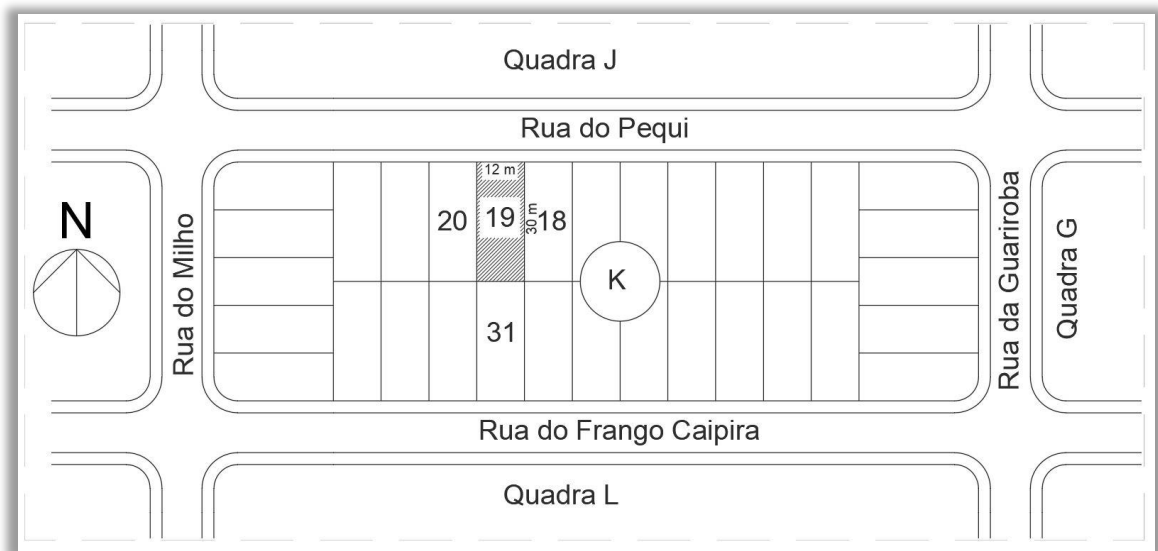 Quadra J
Rua do Pequi
12 m
N
Rua do Milho
20
19
30 m
18
K
Rua da Guariroba
Quadra G
31
Rua do Frango Caipira
Quadra L